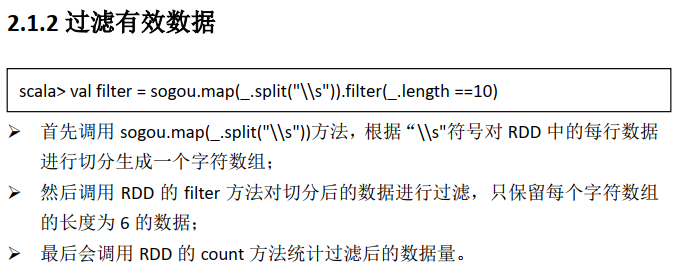 2.1.2 过滤有效数据
scala> val filter = sogou.map(_.split("\\s")).filter(_.length ==10)
➢ 首先调用 sogou.map(_.split("\\s"))方法，根据“\\s"符号对 RDD 中的每行数据
进行切分生成一个字符数组；
➢ 然后调用 RDD 的 filter 方法对切分后的数据进行过滤，只保留每个字符数组
的长度为 6 的数据；
➢ 最后会调用 RDD 的 count 方法统计过滤后的数据量。